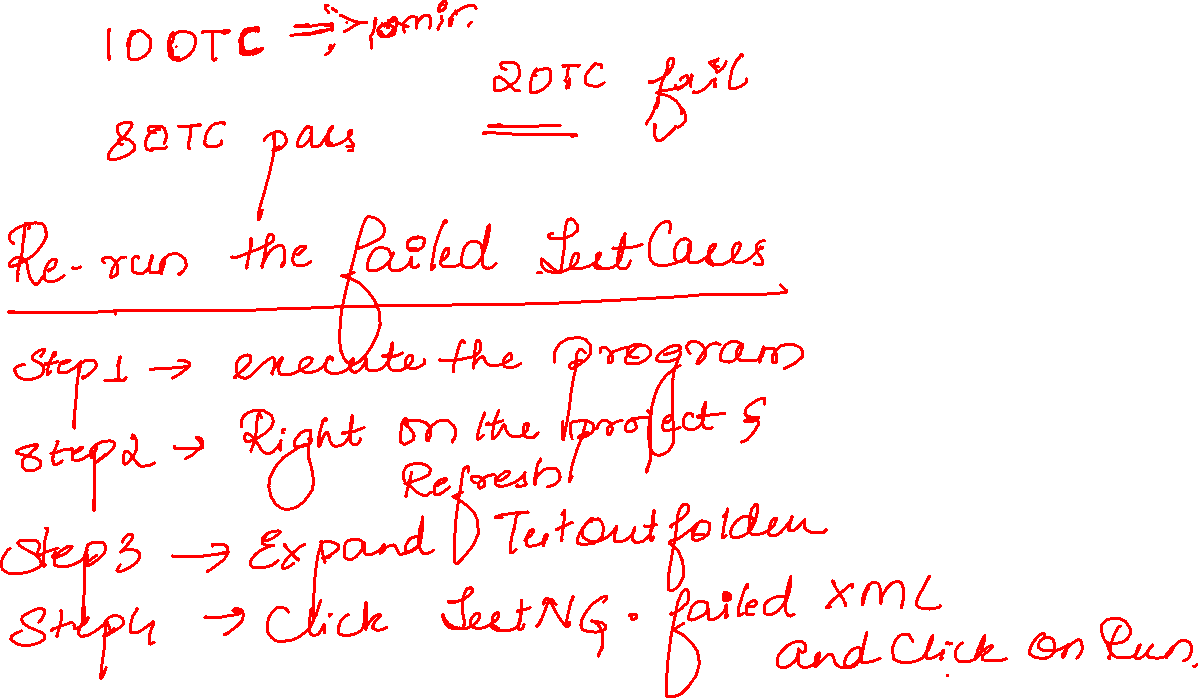 100TC => 10min.
20TC fail
80TC pass
Re-run the failed Test Cases
Step1 → execute the program
Step2 → Right on the project &
Refresh
Step3 → Expand TestOut folder
Step4 → Click TestNG. failed XML
and Click on Run.